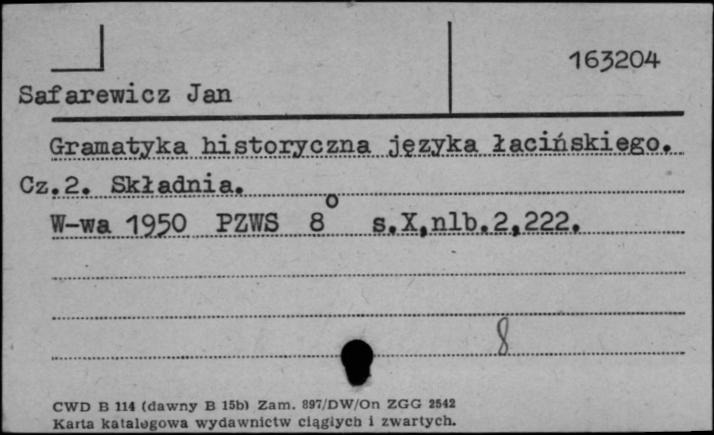 163204
Safarewicz Jan
Gramatyka historyczna języka łacińskiego.
Cz.2. Składnia.
W-wa 1950 PZWS 8° s.X,nlb.2,222.
8
CWD B 114 (dawny B 15b) Zam. 897/DW/On ZGG 2542
Karta katalogowa wydawnictw ciągłych i zwartych.